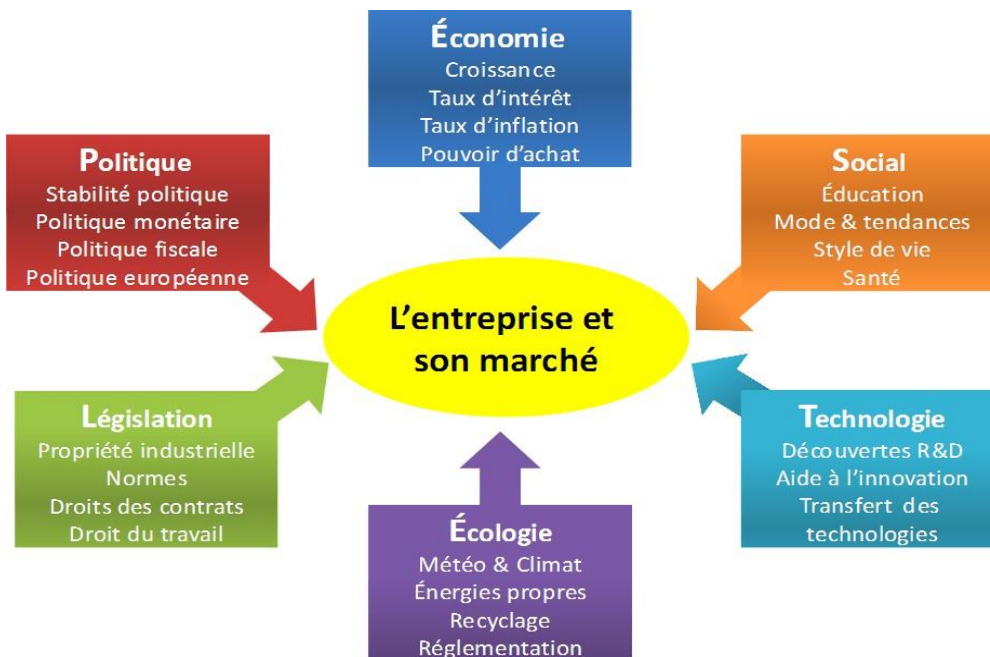 Économie
Croissance
Taux d’intérêt
Taux d’inflation
Pouvoir d’achat
Politique
Stabilité politique
Politique monétaire
Politique fiscale
Politique européenne
Social
Éducation
Mode & tendances
Style de vie
Santé
L’entreprise et
son marché
Législation
Propriété industrielle
Normes
Droits des contrats
Droit du travail
Technologie
Découvertes R&D
Aide à l’innovation
Transfert des
technologies
Écologie
Météo & Climat
Énergies propres
Recyclage
Réglementation